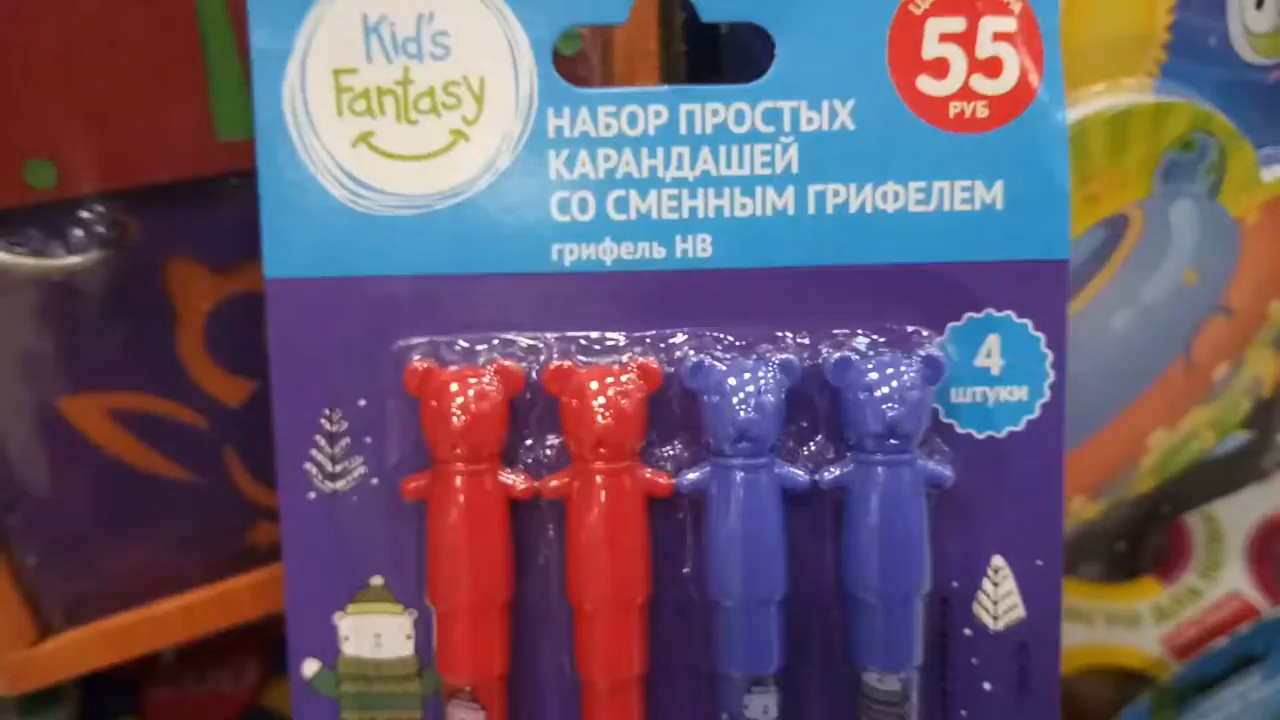 Kid's
Fantasy
55
РУБ
НАБОР ПРОСТЫХ
КАРАНДАШЕЙ
СО СМЕННЫМ ГРИФЕЛЕМ
грифель HB
4
штуки